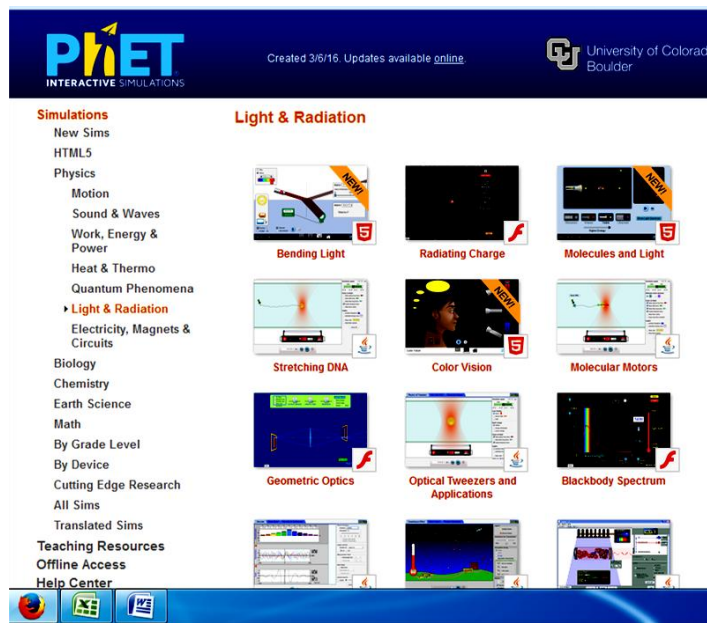 PhET
INTERACTIVE SIMULATIONS
Created 3/6/16. Updates available online.
CU
University of Colorad
Boulder
Simulations
New Sims
HTML5
Physics
Motion
Sound & Waves
Work, Energy &
Power
Heat & Thermo
Quantum Phenomena
Light & Radiation
Electricity, Magnets &
Circuits
Biology
Chemistry
Earth Science
Math
By Grade Level
By Device
Cutting Edge Research
All Sims
Translated Sims
Teaching Resources
Offline Access
Help Center
Light & Radiation
NEW!
5
Bending Light
Radiating Charge
NEW!
5
Molecules and Light
Stretching DNA
NEW!
5
Color Vision
Molecular Motors
Geometric Optics
Optical Tweezers and
Applications
Blackbody Spectrum